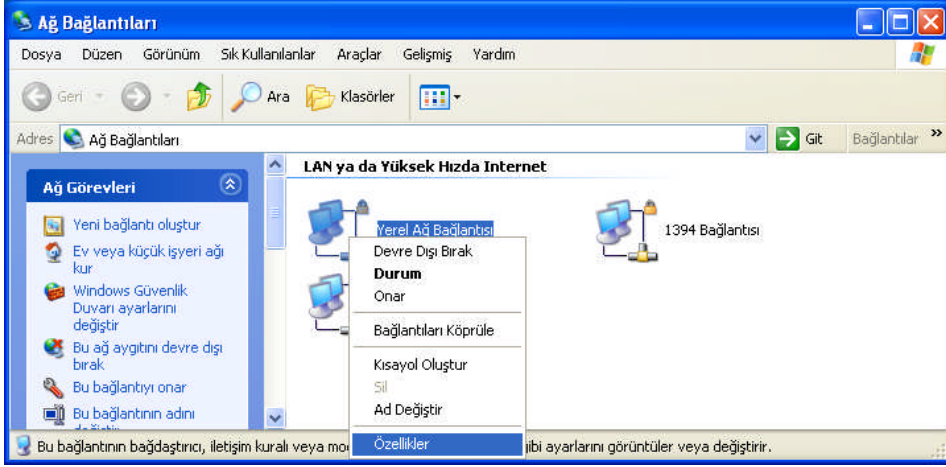 Ağ Bağlantıları
Dosya Düzen Görünüm Sık Kullanılanlar Araçlar Gelişmiş Yardım
Geri Ara Klasörler
Adres Ağ Bağlantıları Git Bağlantılar »
Ağ Görevleri
Yeni bağlantı oluştur
Ev veya küçük işyeri ağı
kur
Windows Güvenlik
Duvarı ayarlarını
değiştir
Bu ağ aygıtını devre dışı
bırak
Bu bağlantıyı onar
Bu bağlantının adını
LAN ya da Yüksek Hızda Internet
Yerel Ağ Bağlantısı
1394 Bağlantısı
Devre Dışı Bırak
Durum
Onar
Bağlantıları Köprüle
Kısayol Oluştur
Sil
Ad Değiştir
Özellikler
Bu bağlantının bağdaştırıcı, iletişim kuralı veya gibi ayarlarını görüntüler veya değiştirir.